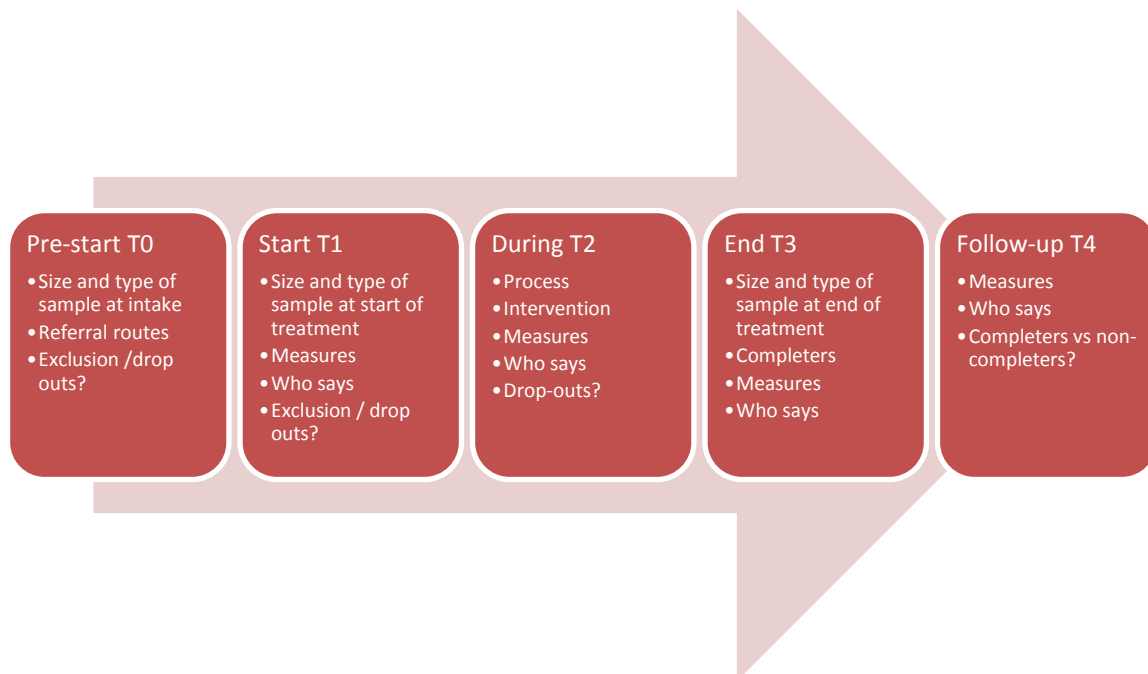 Pre-start T0
•Size and type of
sample at intake
•Referral routes
•Exclusion /drop
outs?
Start T1
•Size and type of
sample at start of
treatment
•Measures
•Who says
•Exclusion / drop
outs?
During T2
•Process
•Intervention
•Measures
•Who says
•Drop-outs?
End T3
•Size and type of
sample at end of
treatment
•Completers
•Measures
•Who says
Follow-up T4
•Measures
•Who says
•Completers vs non-
completers?